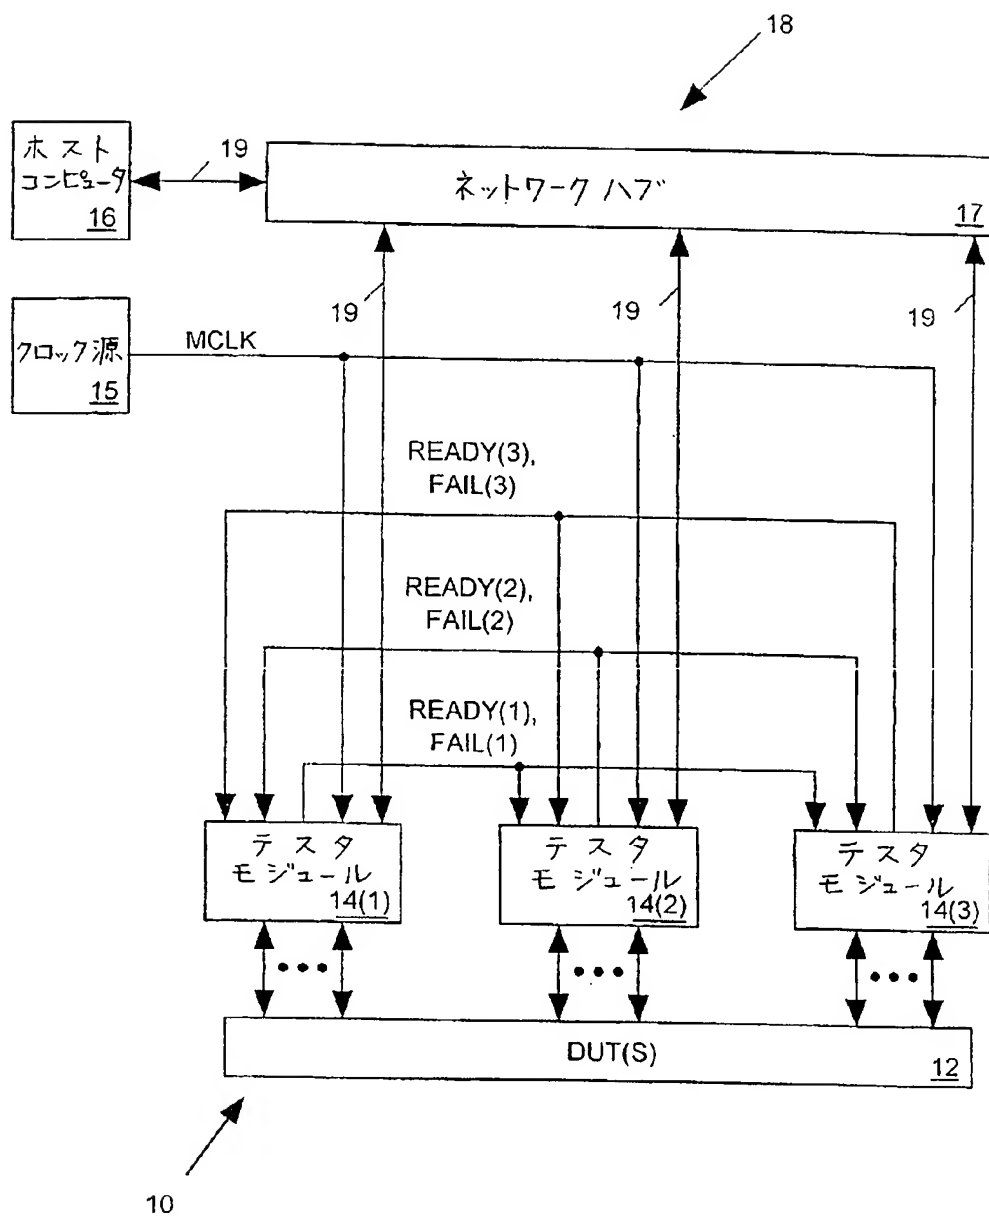 18
ホスト
コンピュータ
16
19
ネットワーク ハブ
17
19
19
19
クロック源
15
MCLK
READY(3),
FAIL(3)
READY(2),
FAIL(2)
READY(1),
FAIL(1)
テスタ
モジュール
14(1)
テスタ
モジュール
14(2)
テスタ
モジュール
14(3)
DUT(S)
12
10